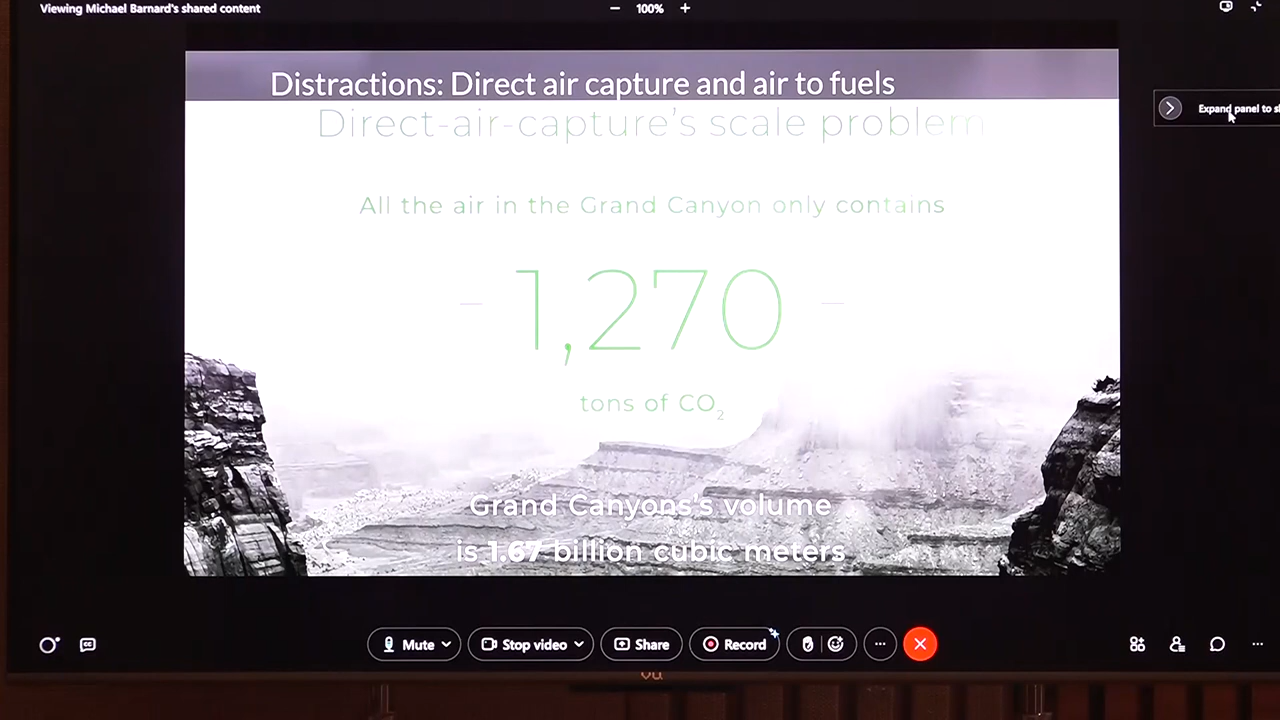 Viewing Michael Barnard's shared content
100%
Distractions: Direct air capture and air to fuels
Direct-air-capture's scale problem
All the air in the Grand Canyon only contains
1,270
tons of CO2
Grand Canyons's volume
is 1.67 billion cubic meters
Expand panel to s
Mute
Stop video
Share
Record
vu